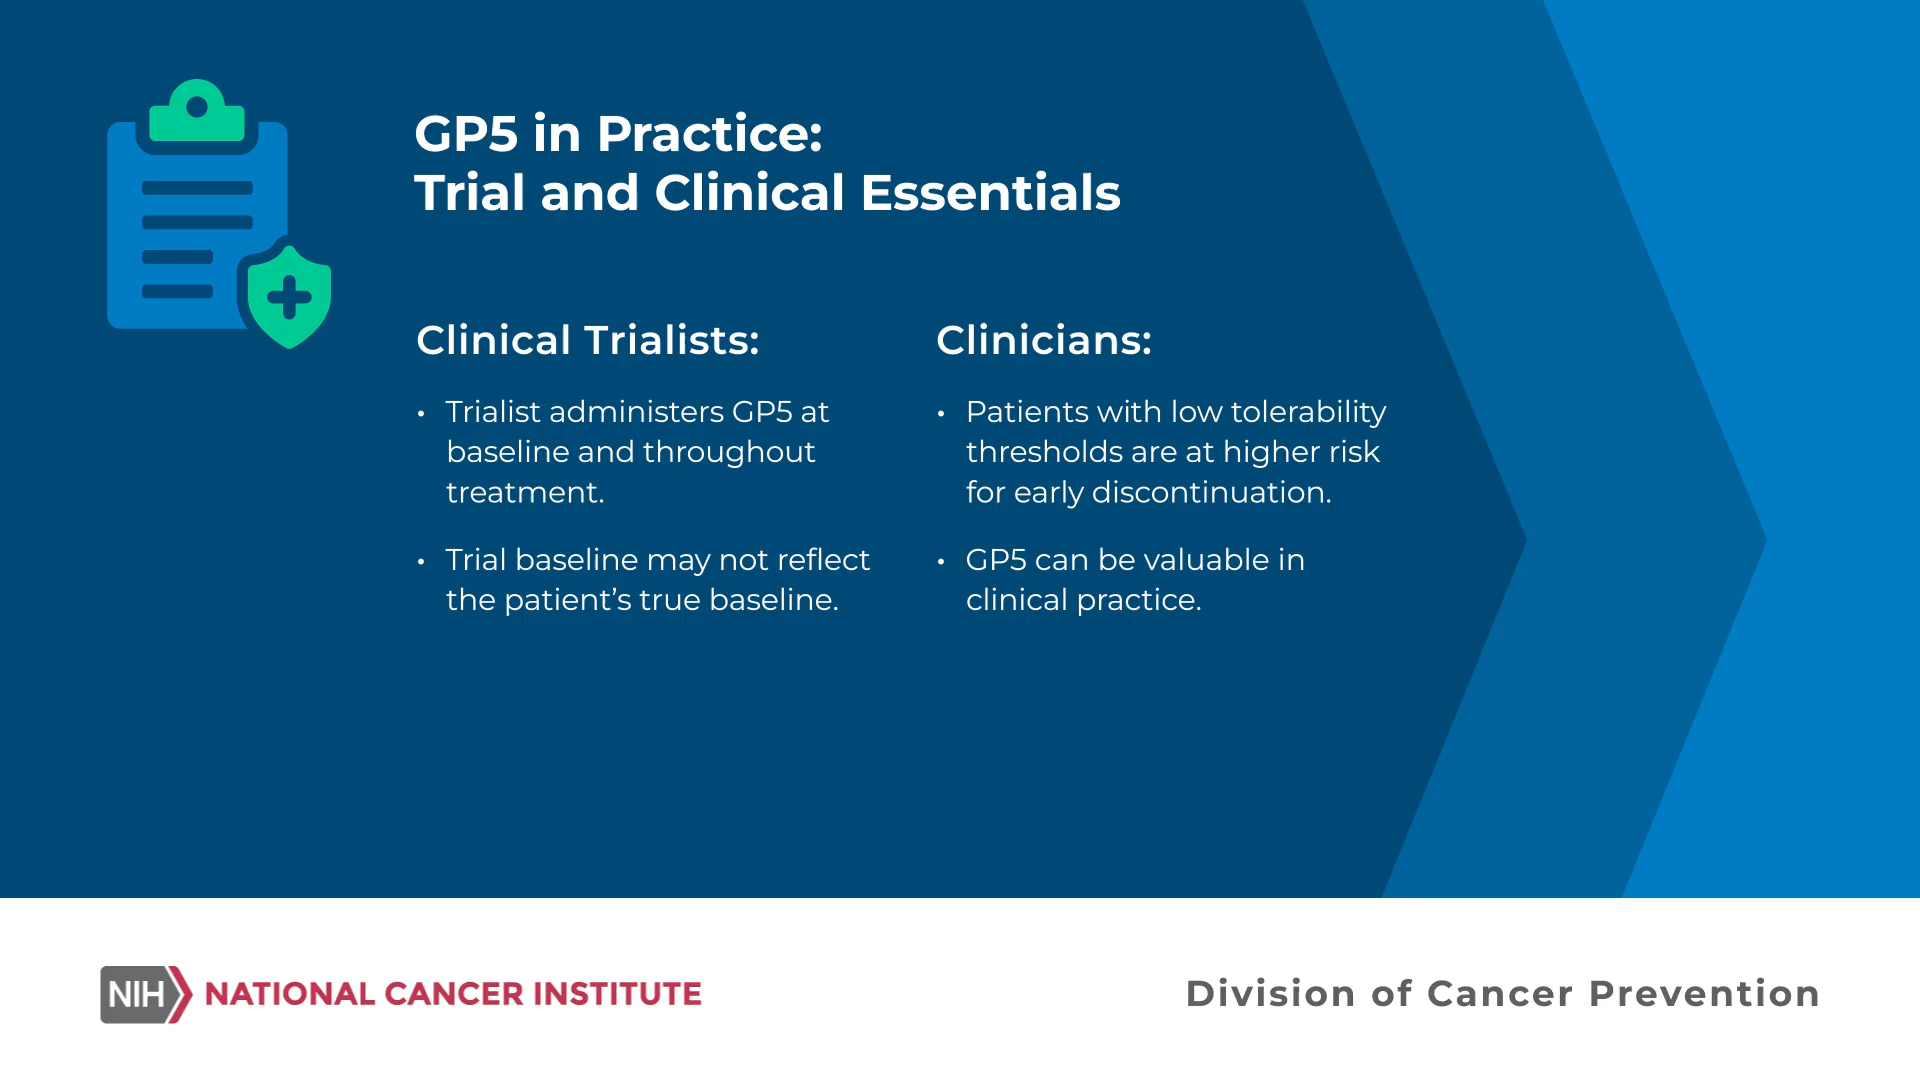 GP5 in Practice:
Trial and Clinical Essentials
Clinical Trialists:
• Trialist administers GP5 at
baseline and throughout
treatment.
• Trial baseline may not reflect
the patient’s true baseline.
Clinicians:
• Patients with low tolerability
thresholds are at higher risk
for early discontinuation.
• GP5 can be valuable in
clinical practice.
NIH NATIONAL CANCER INSTITUTE
Division of Cancer Prevention